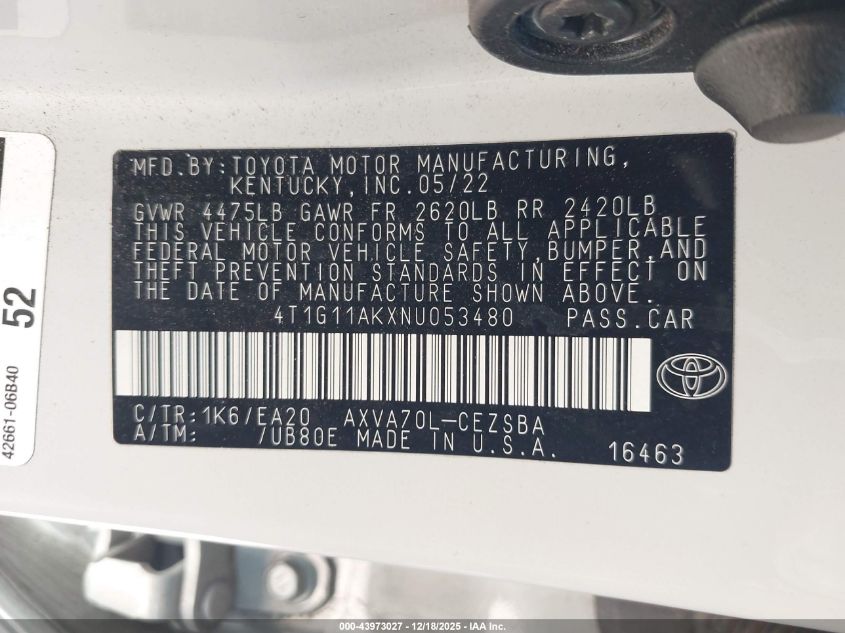 MFD.BY:TOYOTA MOTOR MANUFACTURING,
KENTUCKY,INC.05/22
GVWR 4475LB GAWR FR 2620LB RR 2420LB
THIS VEHICLE CONFORMS TO ALL APPLICABLE
FEDERAL MOTOR VEHICLE SAFETY,BUMPER,AND
THEFT PREVENTION STANDARDS IN EFFECT ON
THE DATE OF MANUFACTURE SHOWN ABOVE.
4T1G11AKXNU053480 PASS.CAR
C/TR:1K6/EA20 AXVA70L-CEZSBA
A/TM: /UB80E MADE IN U.S.A.
16463
52
42661-06B40
000-43973027 - 12/18/2025 - IAA Inc.